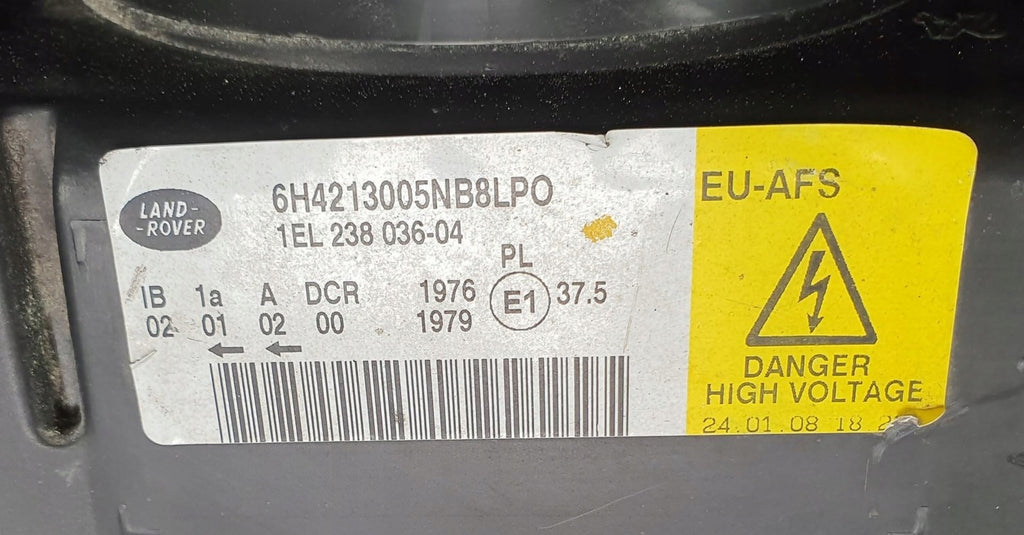 LAND-
-ROVER
6H4213005NB8LPO
1EL 238 036-04
IB 1a A DCR 1976
02 01 02 00 1979
PL
E1 37.5
EU-AFS
DANGER
HIGH VOLTAGE
24.01.08 18